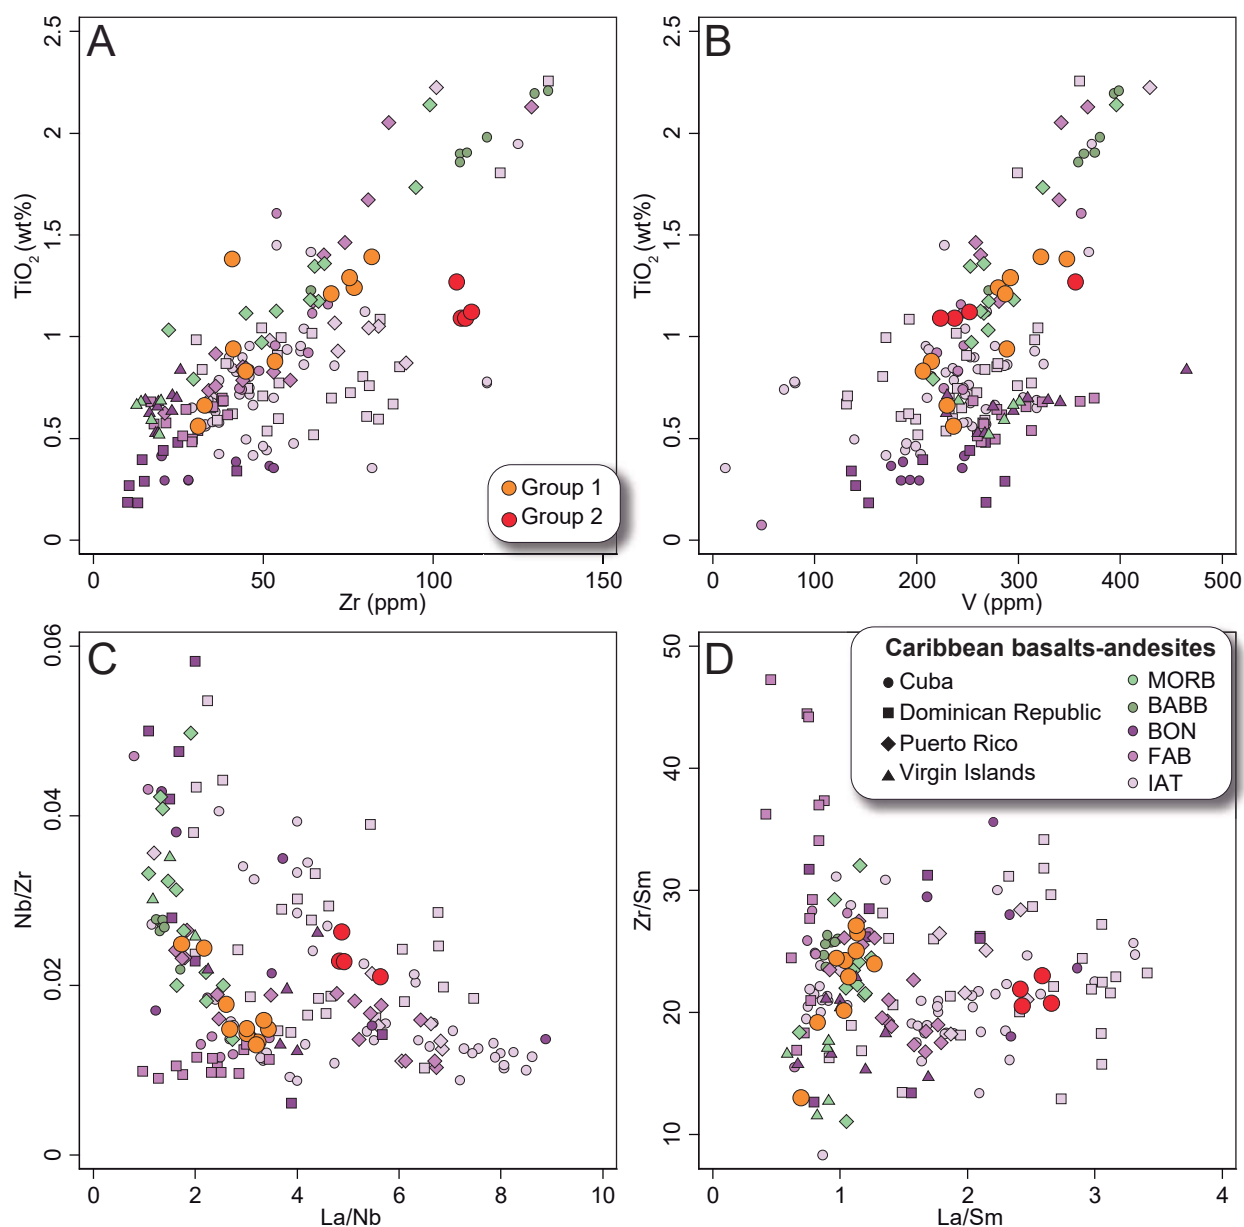 A
TiO2 (wt%)
2.5
2
1.5
1
0.5
0
0
50
100
150
Zr (ppm)
Group 1
Group 2
B
TiO2 (wt%)
2.5
2
1.5
1
0.5
0
0
100
200
300
400
500
V (ppm)
C
Nb/Zr
0.06
0.04
0.02
0
0
2
4
6
8
10
La/Nb
D
Zr/Sm
50
40
30
20
10
0
1
2
3
4
La/Sm
Caribbean basalts-andesites
Cuba
Dominican Republic
Puerto Rico
Virgin Islands
MORB
BABB
BON
FAB
IAT